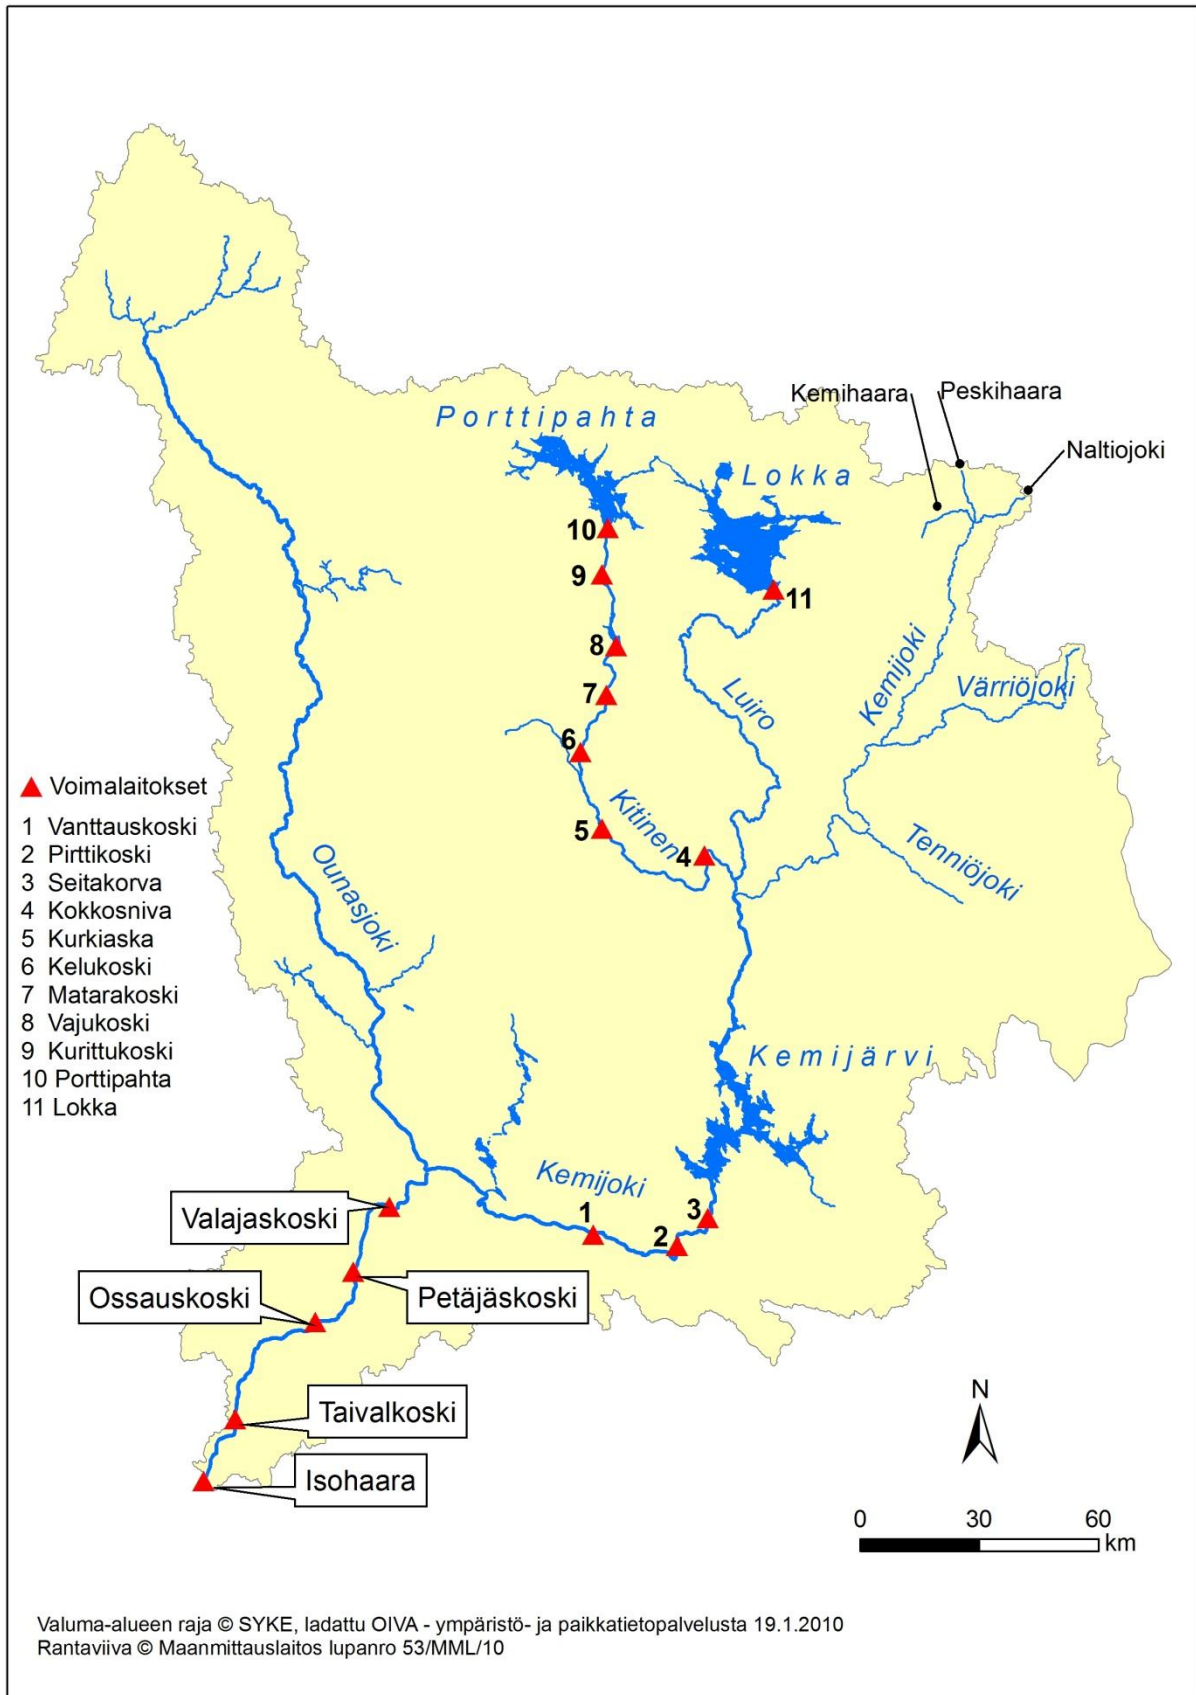 Kemihaara
Peskihaara
Naltiojoki
Porttipahta
Lokka
10
9
11
8
7
6
5
4
Luiro
Kemijoki
Värriöjoki
Kitinen
Tenniöjoki
Ounasjoki
Voimalaitokset
1 Vanttauskoski
2 Pirttikoski
3 Seitakorva
4 Kokkosniva
5 Kurkiaska
6 Kelukoski
7 Matarakoski
8 Vajukoski
9 Kurittukoski
10 Porttipahta
11 Lokka
Kemijärvi
Kemijoki
1
2
3
Valajaskoski
Ossauskoski
Petäjäskoski
Taivalkoski
Isohaara
N
0 30 60
km
Valuma-alueen raja © SYKE, ladattu OIVA - ympäristö- ja paikkatietopalvelusta 19.1.2010
Rantaviiva © Maanmittauslaitos lupanro 53/MML/10